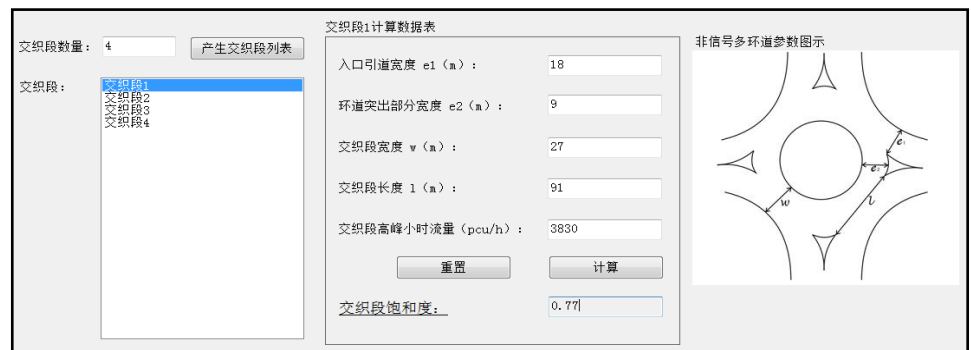 交织段数量： 4 产生交织段列表
交织段：
交织段1
交织段2
交织段3
交织段4
交织段1计算数据表
入口引道宽度 e1（m）： 18
环道突出部分宽度 e2（m）： 9
交织段宽度 w（m）： 27
交织段长度 l（m）： 91
交织段高峰小时流量（pcu/h）： 3830
重置 计算
交织段饱和度： 0.77
非信号多环道参数图示
e₁
e₂
w
l